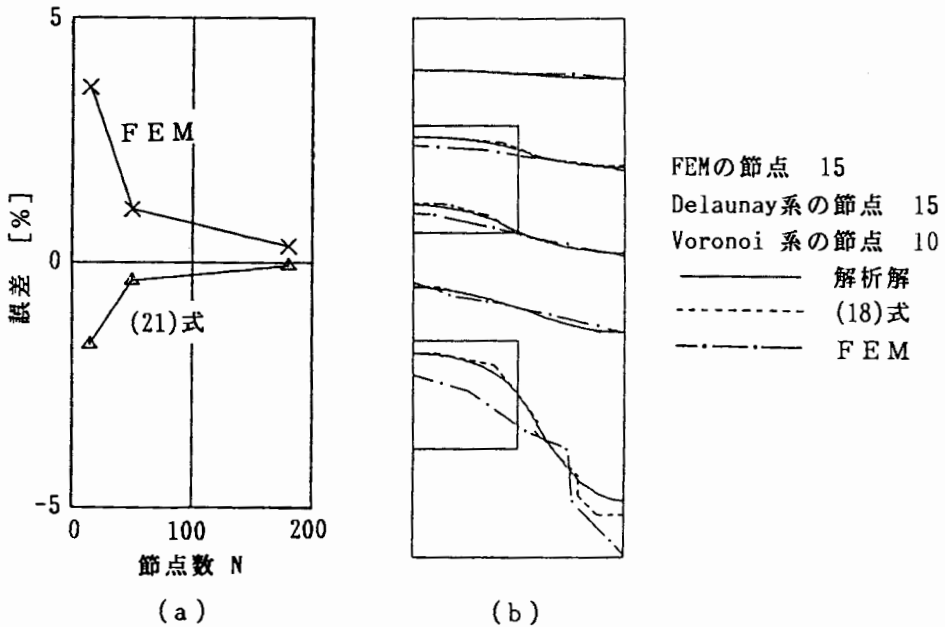 5
0
-5
誤差 [%]
FEM
(21)式
0
100
200
節点数 N
(a)
(b)
FEMの節点 15
Delaunay系の節点 15
Voronoi 系の節点 10
解析解
(18)式
FEM